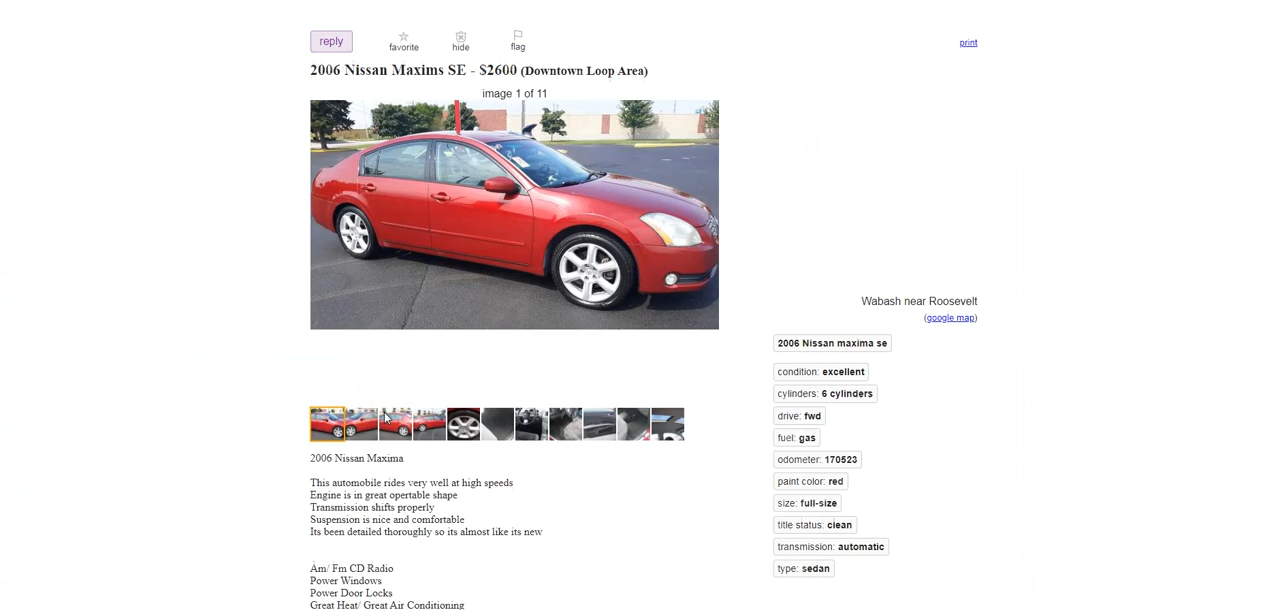 reply
favorite
hide
flag
print
2006 Nissan Maxims SE - $2600 (Downtown Loop Area)
image 1 of 11
Wabash near Roosevelt
(google map)
2006 Nissan maxima se
condition: excellent
cylinders: 6 cylinders
drive: fwd
fuel: gas
odometer: 170523
paint color: red
size: full-size
title status: clean
transmission: automatic
type: sedan
2006 Nissan Maxima
This automobile rides very well at high speeds
Engine is in great opertable shape
Transmission shifts properly
Suspension is nice and comfortable
Its been detailed thoroughly so its almost like its new
Am/ Fm CD Radio
Power Windows
Power Door Locks
Great Heat/ Great Air Conditioning